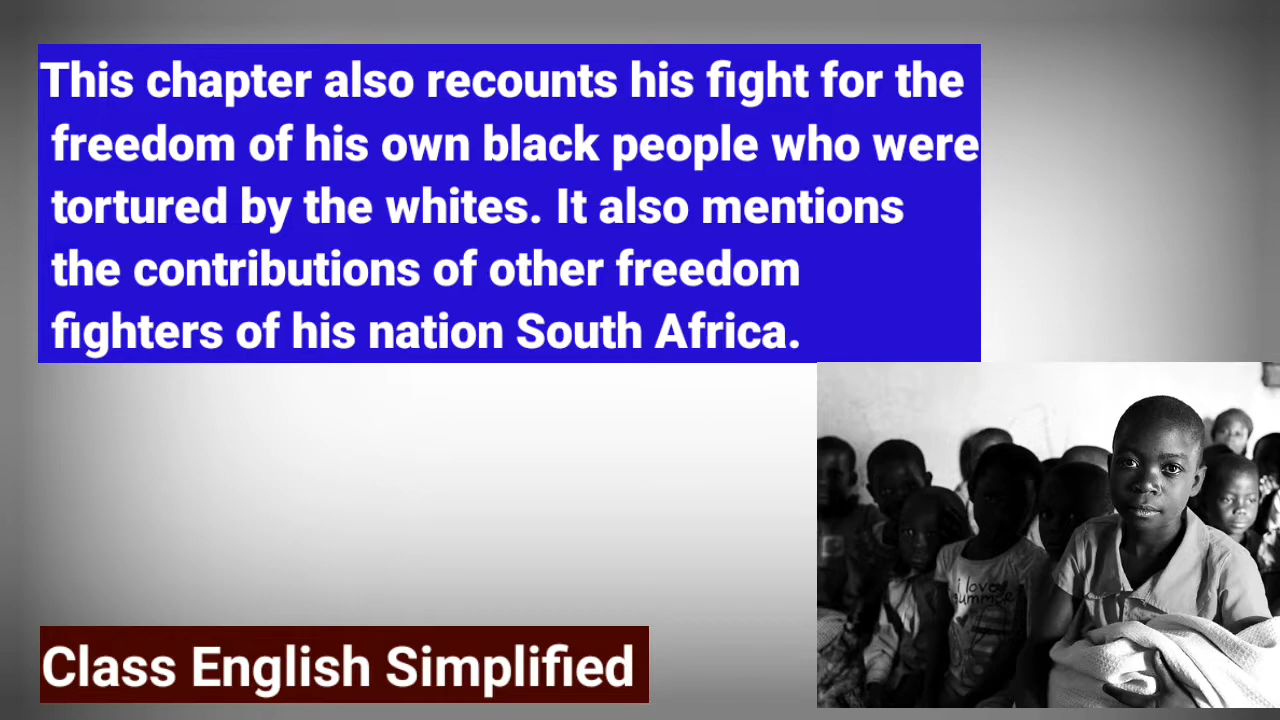 This chapter also recounts his fight for the
freedom of his own black people who were
tortured by the whites. It also mentions
the contributions of other freedom
fighters of his nation South Africa.
i love
Class English Simplified